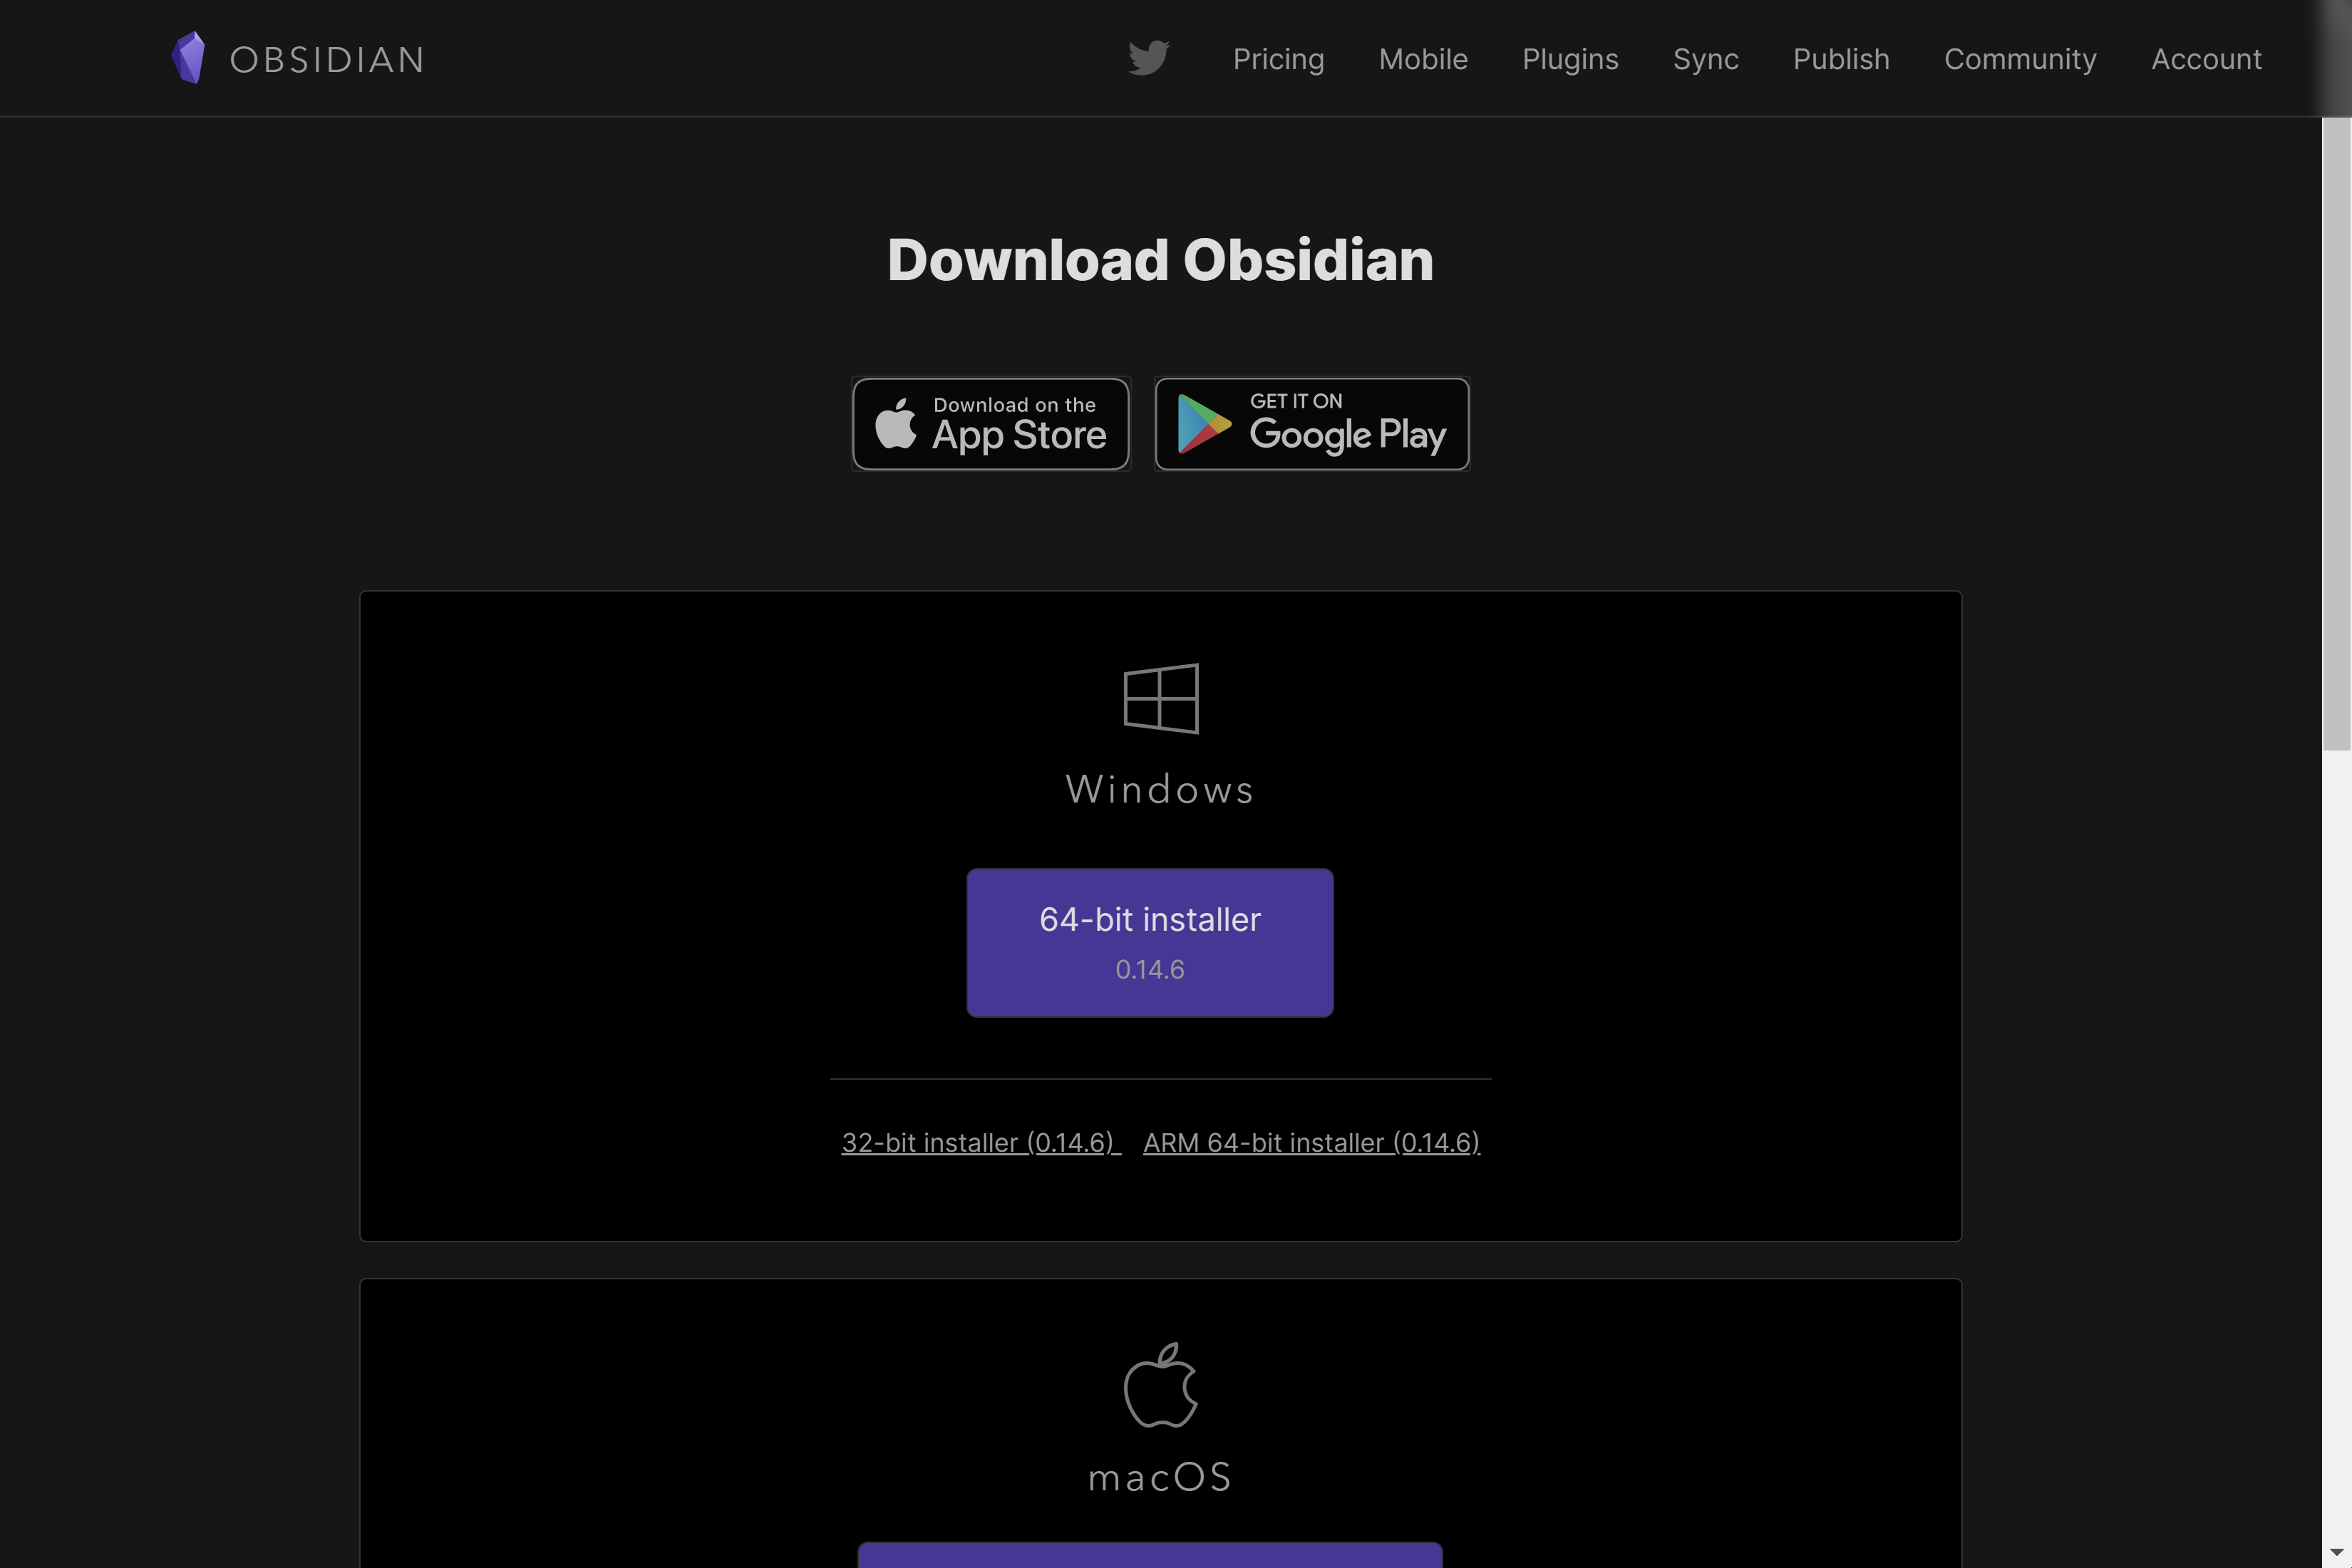 OBSIDIAN
Pricing Mobile Plugins Sync Publish Community Account
Download Obsidian
Download on the
App Store
GET IT ON
Google Play
Windows
64-bit installer
0.14.6
32-bit installer (0.14.6) ARM 64-bit installer (0.14.6)
macOS